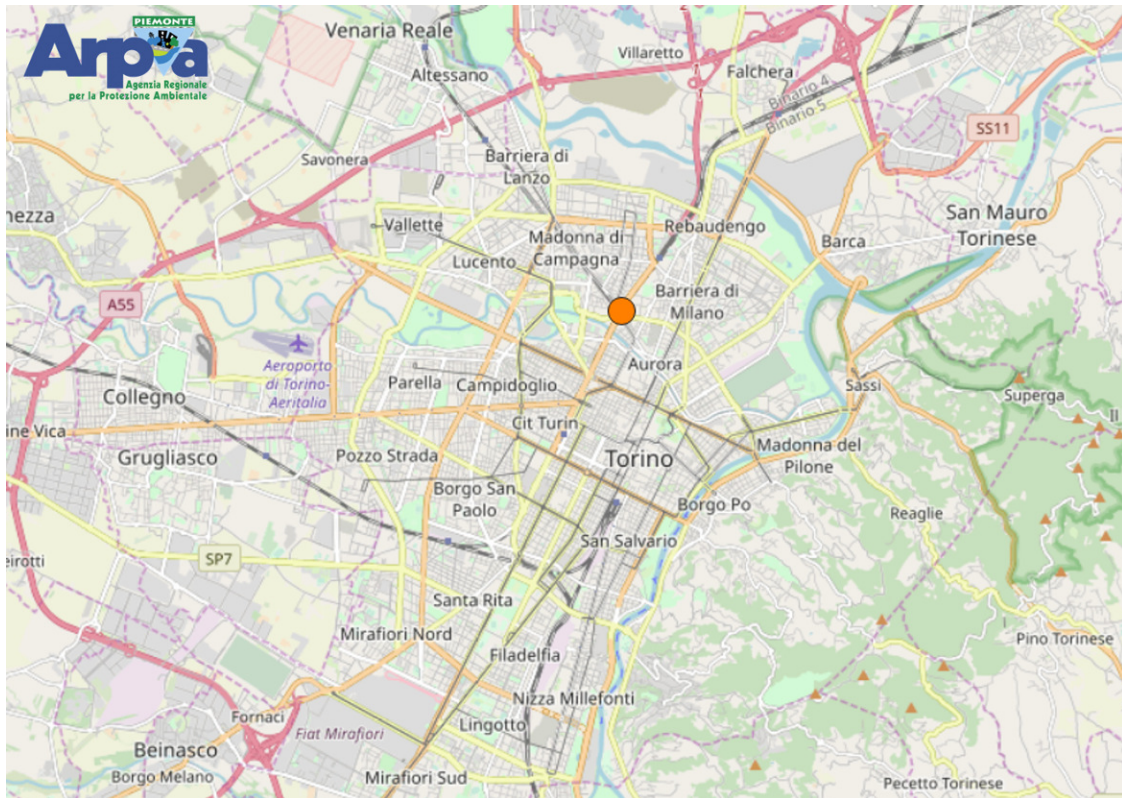 PIEMONTE
Arpa
Agenzia Regionale
per la Protezione Ambientale
Venaria Reale
Altessano
Villaretto
Falchera
Binario 4
Binario 5
SS11
Savonera
Barriera di
Lanzo
nezza
Vallette
Madonna di
Campagna
Rebaudengo
San Mauro
Torinese
Barca
Lucento
A55
Barriera di
Milano
Aeroporto
di Torino-
Aeritalia
Aurora
Parella
Campidoglio
Sassi
Superga
Collegno
Cit Turin
ine Vica
Grugliasco
Pozzo Strada
Torino
Madonna del
Pilone
Borgo San
Paolo
Borgo Po
Reaglie
San Salvario
SP7
eirotti
Santa Rita
Mirafiori Nord
Pino Torinese
Filadelfia
Nizza Millefonti
Fornaci
Fiat Mirafiori
Lingotto
Beinasco
Borgo Melano
Mirafiori Sud
Pecetto Torinese